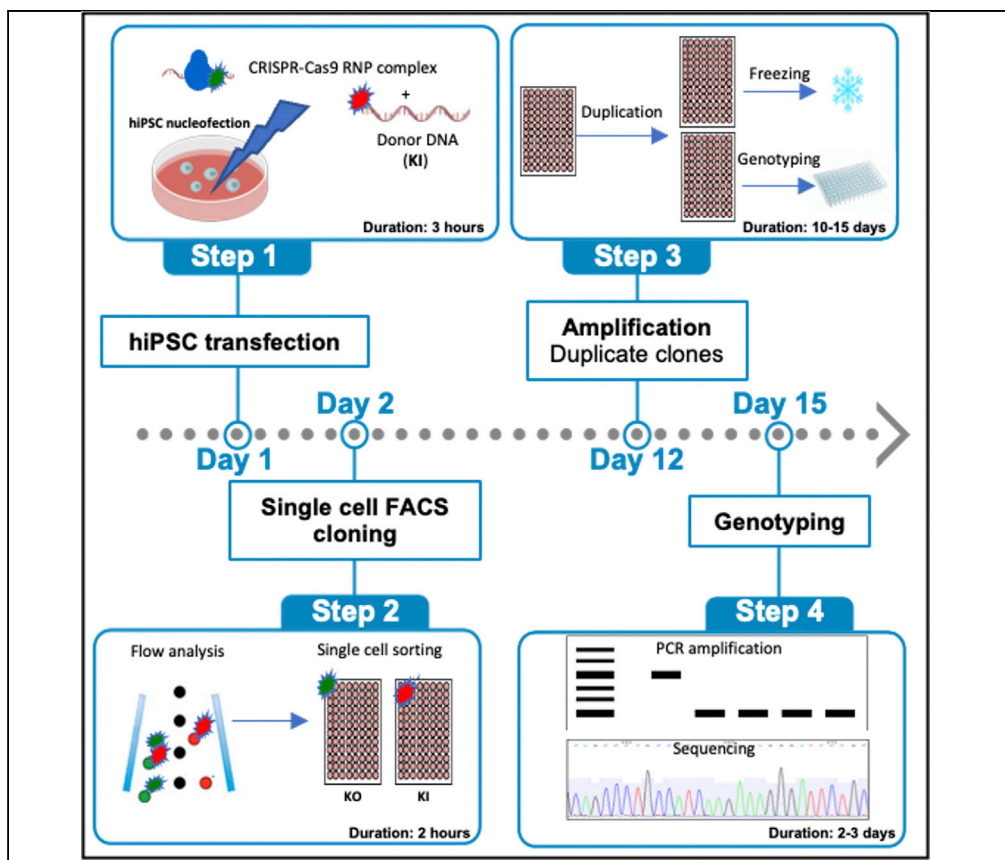 CRISPR-Cas9 RNP complex
+
hiPSC nucleofection
Donor DNA
(KI)
Duration: 3 hours
Step 1
Duplication
Freezing
Genotyping
Duration: 10-15 days
Step 3
hiPSC transfection
Amplification
Duplicate clones
Day 2
Day 15
Day 1
Day 12
Single cell FACS
cloning
Genotyping
Step 2
Flow analysis
Single cell sorting
KO
KI
Duration: 2 hours
Step 4
PCR amplification
Sequencing
Duration: 2-3 days